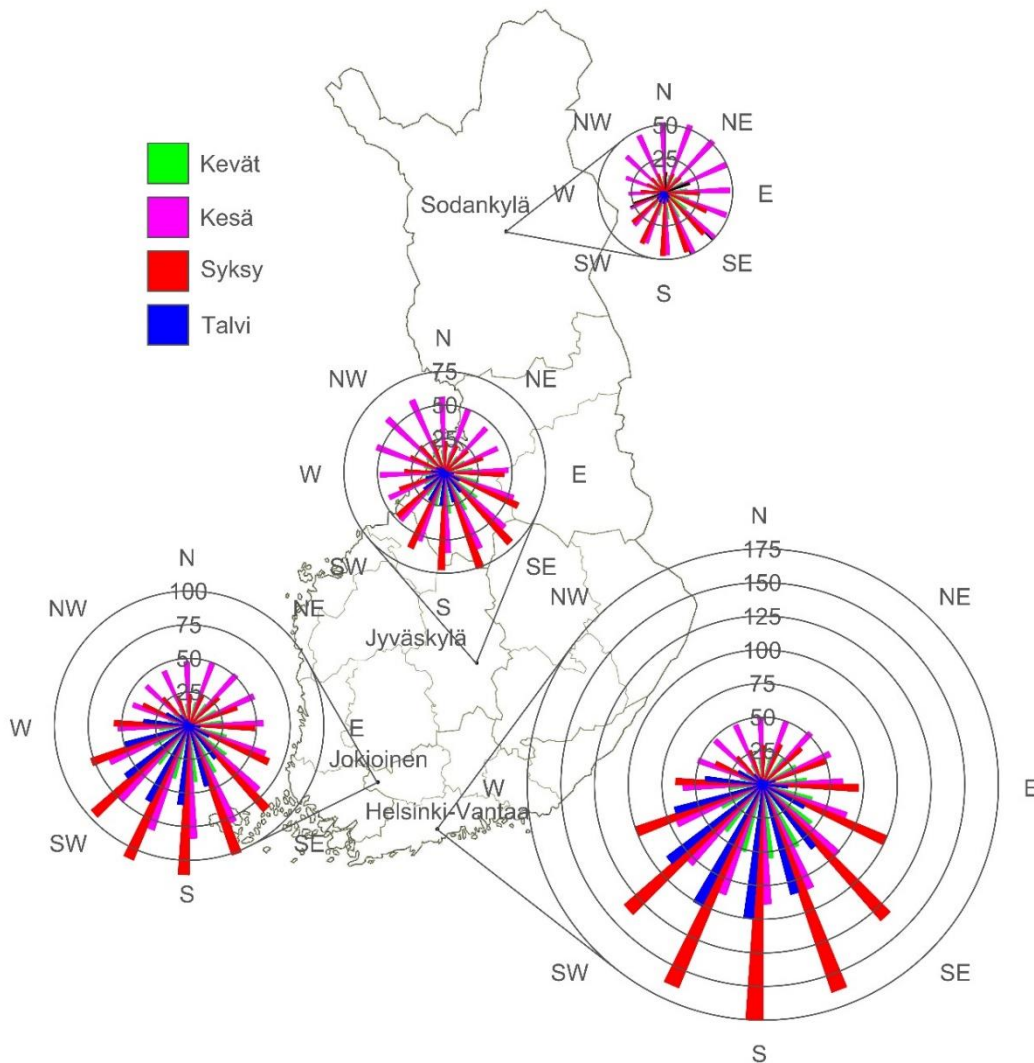 Kevät
Kesä
Syksy
Talvi
Sodankylä
N
NW
NE
50
25
W
E
SW
SE
S
Jyväskylä
N
75
NW
NE
50
25
W
E
SW
SE
S
Jokioinen
N
100
NW
NE
75
50
25
W
E
SW
SE
S
Helsinki-Vantaa
N
175
NW
NE
150
125
100
75
50
25
W
E
SW
SE
S